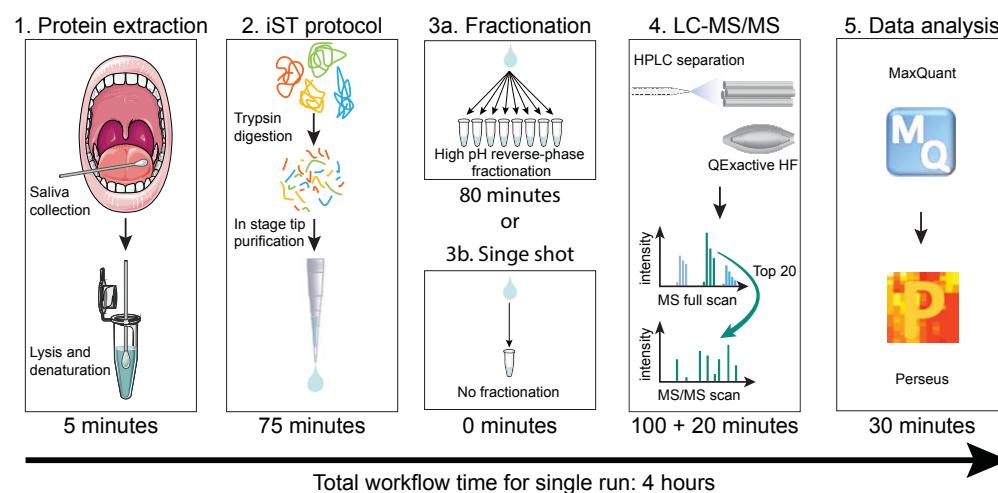 1. Protein extraction
Saliva
collection
Lysis and
denaturation
5 minutes
2. iST protocol
Trypsin
digestion
In stage tip
purification
75 minutes
3a. Fractionation
High pH reverse-phase
fractionation
80 minutes
or
3b. Singe shot
No fractionation
0 minutes
4. LC-MS/MS
HPLC separation
QExactive HF
intensity
MS full scan
Top 20
intensity
MS/MS scan
100 + 20 minutes
5. Data analysis
MaxQuant
M
Q
P
Perseus
30 minutes
Total workflow time for single run: 4 hours